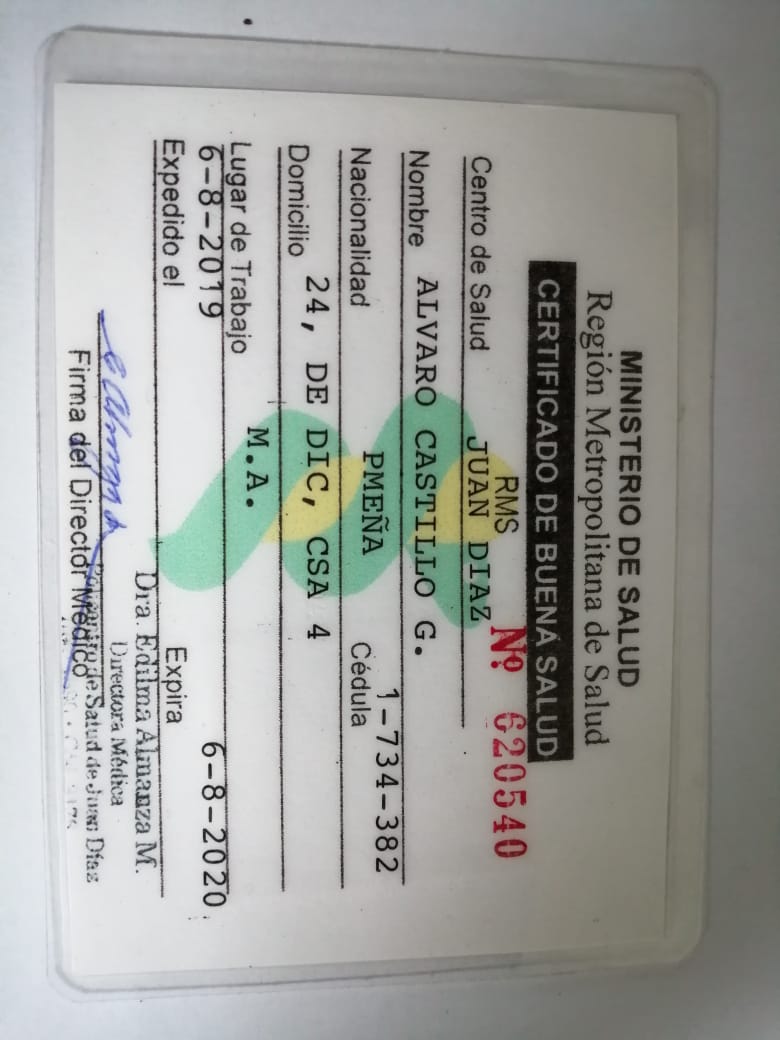 MINISTERIO DE SALUD
Región Metropolitana de Salud
CERTIFICADO DE BUENA SALUD
RMS Nº 620540
Centro de Salud JUAN DIAZ
Nombre ALVARO CASTILLO G.
Nacionalidad PMEÑA Cédula 1-734-382
Domicilio 24, DE DIC, CSA 4
Lugar de Trabajo M.A.
6-8-2019 6-8-2020
Expedido el Expira
Dra. Edilma Almanza M.
Directora Médica
de Salud de Juan Díaz
Firma del Director Médico